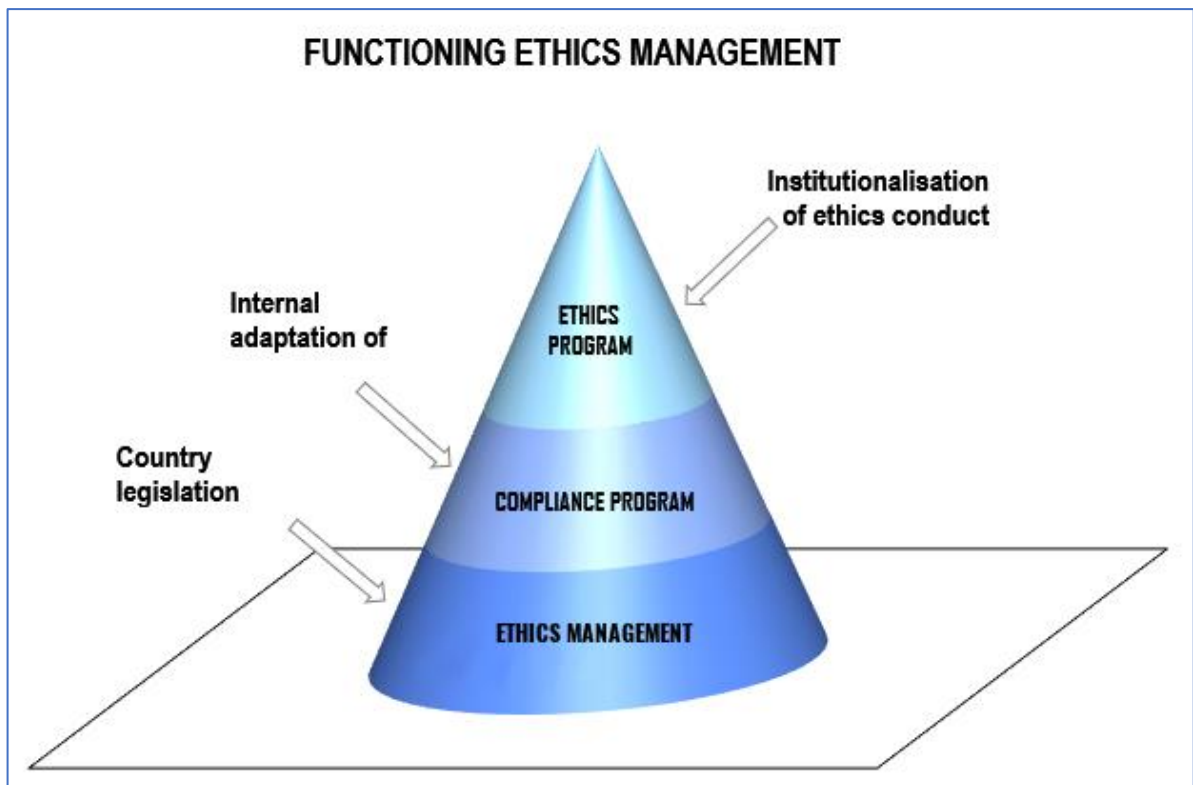 FUNCTIONING ETHICS MANAGEMENT
Institutionalisation
of ethics conduct
Internal
adaptation of
ETHICS
PROGRAM
Country
legislation
COMPLIANCE PROGRAM
ETHICS MANAGEMENT